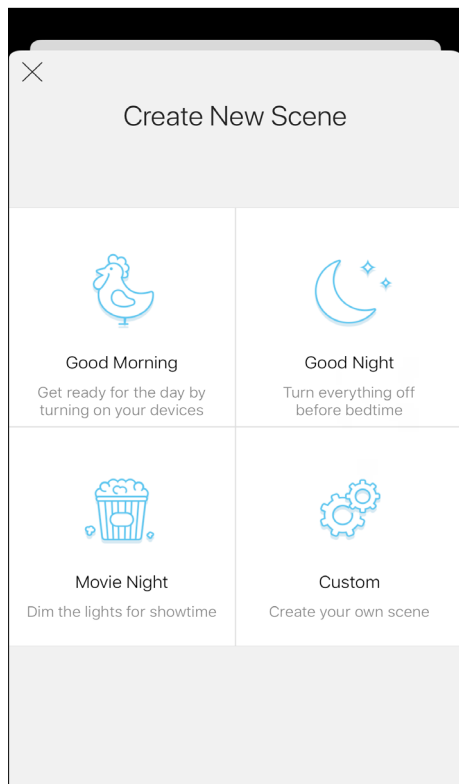 Create New Scene
Good Morning
Get ready for the day by
turning on your devices
Good Night
Turn everything off
before bedtime
Movie Night
Dim the lights for showtime
Custom
Create your own scene